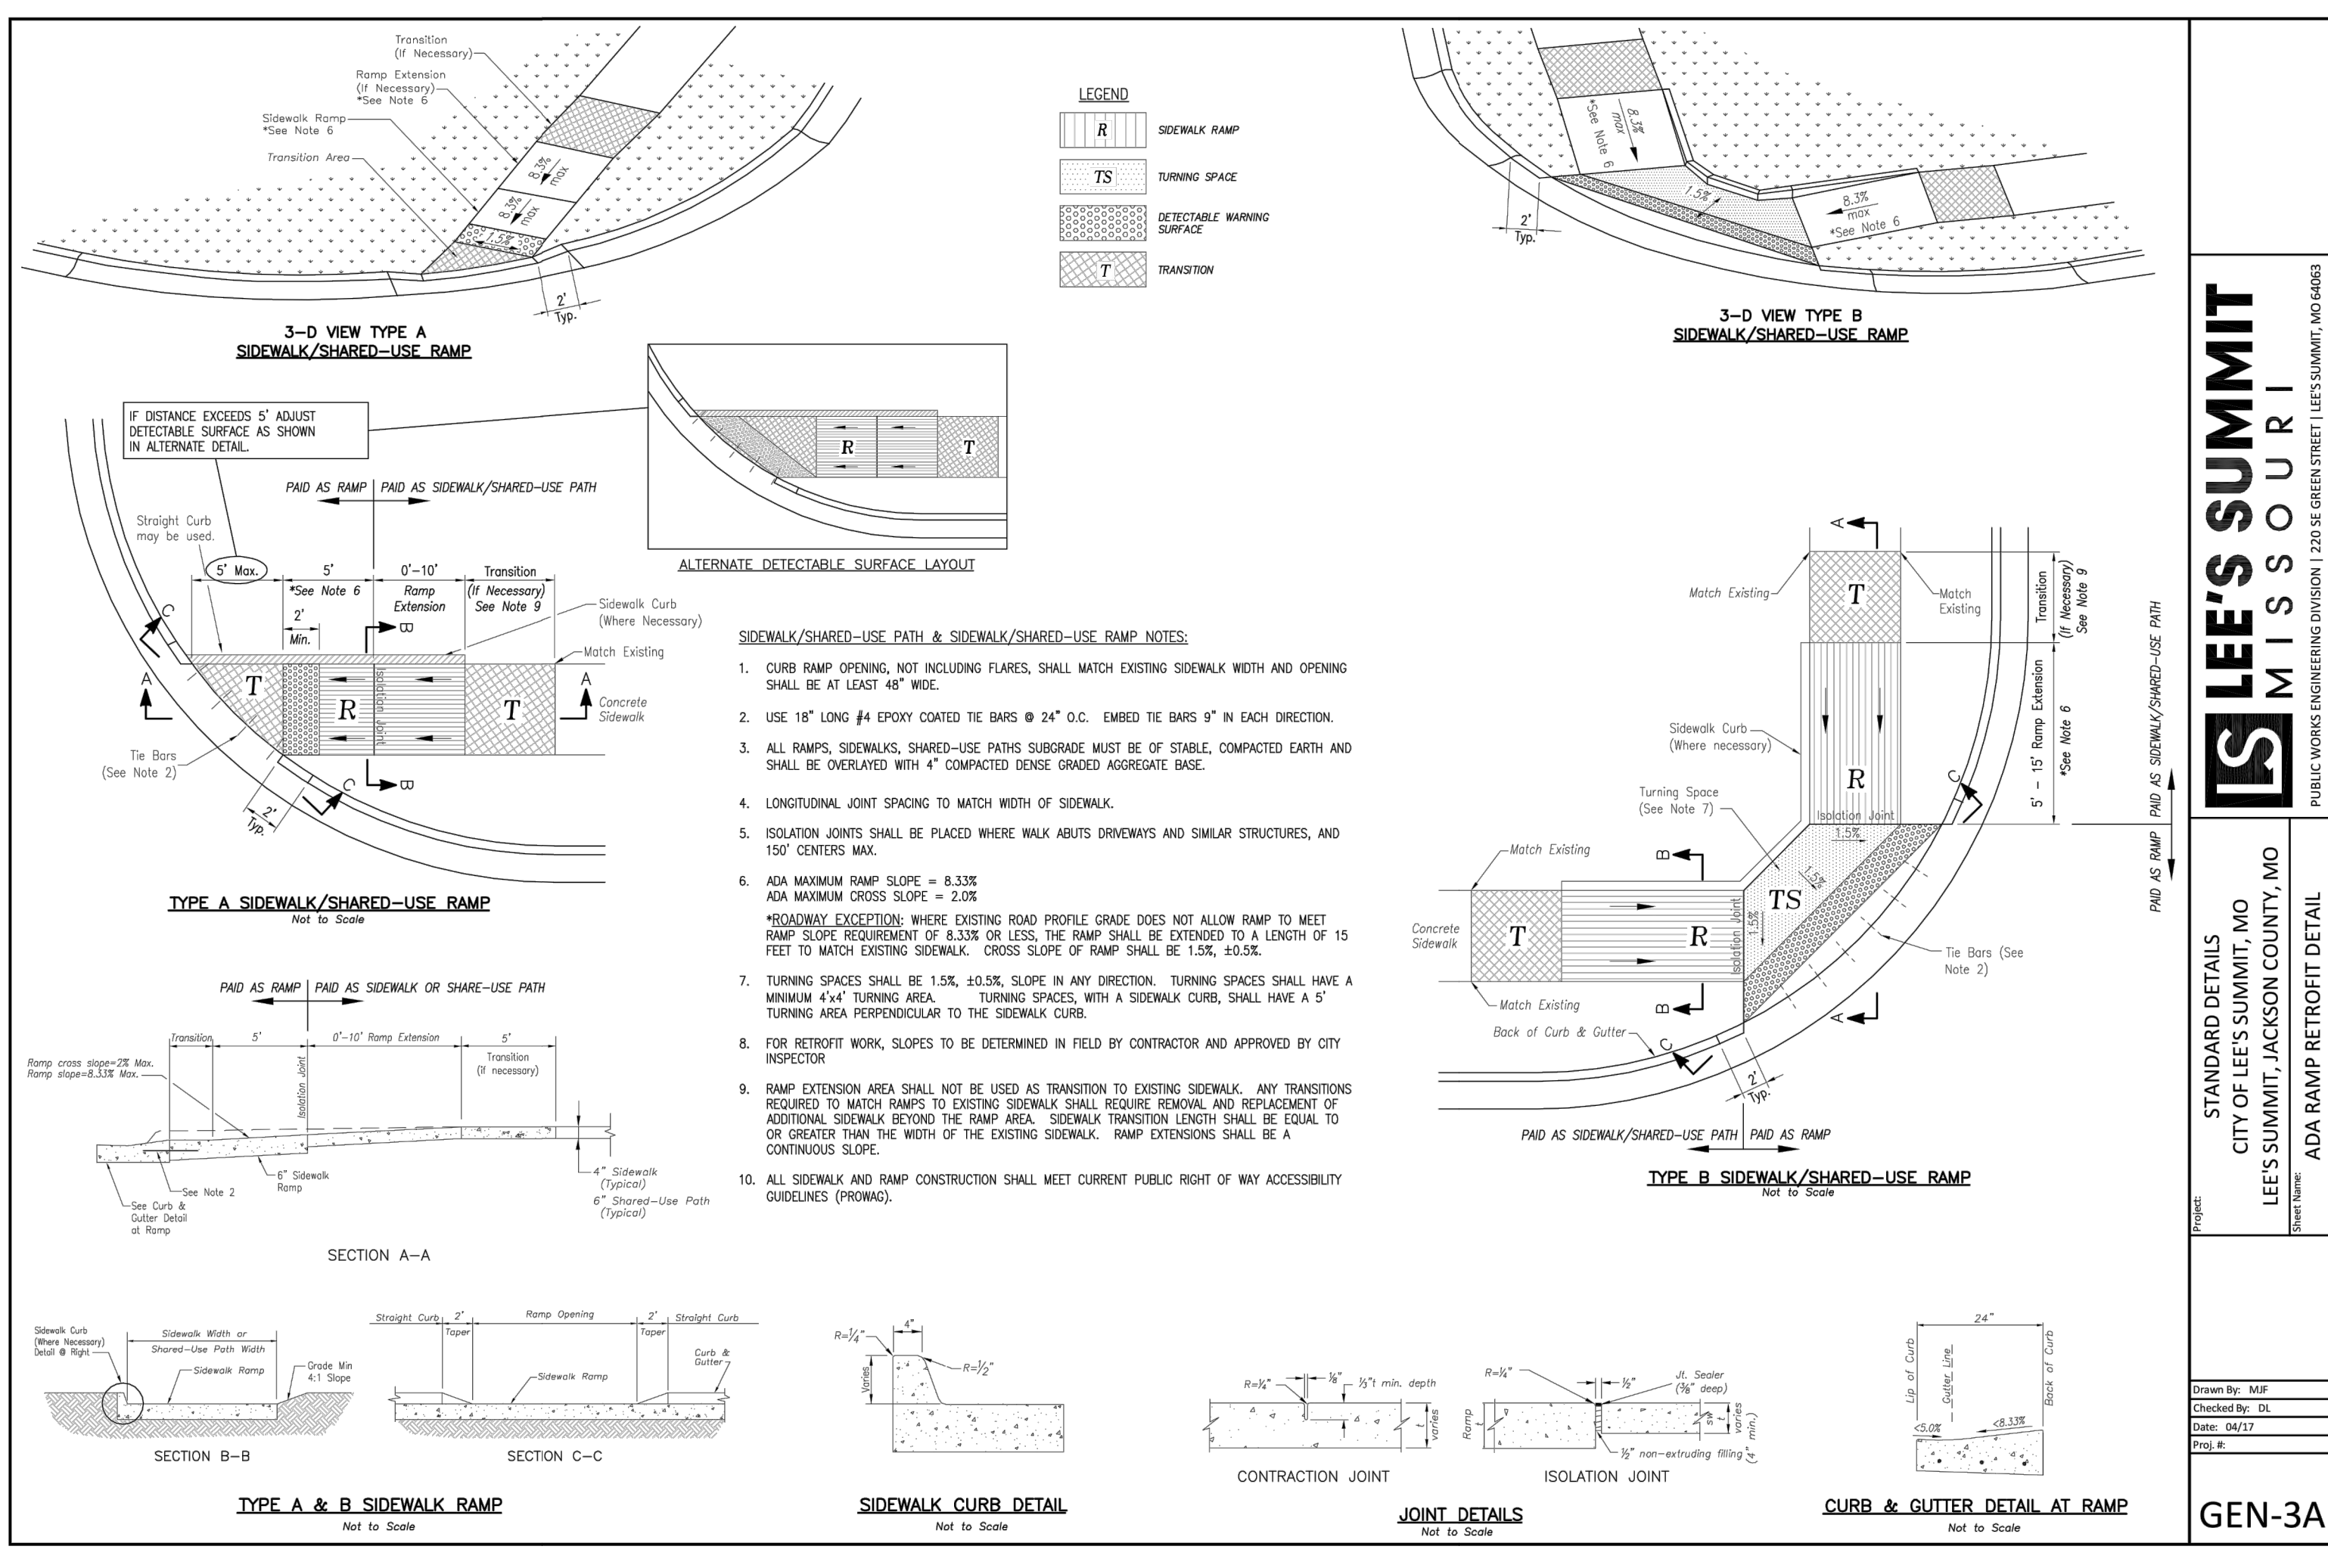 Transition
(If Necessary)
Ramp Extension
(If Necessary)
*See Note 6
Sidewalk Ramp
*See Note 6
Transition Area
8.3%
max
8.3%
max
1.5%
2'
Typ.
3-D VIEW TYPE A
SIDEWALK/SHARED-USE RAMP
LEGEND
R
SIDEWALK RAMP
TS
TURNING SPACE
DETECTABLE WARNING
SURFACE
T
TRANSITION
*See Note 6
8.3%
max
1.5%
8.3%
max
*See Note 6
2'
Typ.
3-D VIEW TYPE B
SIDEWALK/SHARED-USE RAMP
IF DISTANCE EXCEEDS 5' ADJUST
DETECTABLE SURFACE AS SHOWN
IN ALTERNATE DETAIL.
R
T
ALTERNATE DETECTABLE SURFACE LAYOUT
PAID AS RAMP
PAID AS SIDEWALK/SHARED-USE PATH
Straight Curb
may be used.
5' Max.
5'
*See Note 6
2'
Min.
0'-10'
Ramp
Extension
Transition
(If Necessary)
See Note 9
Sidewalk Curb
(Where Necessary)
Match Existing
Concrete
Sidewalk
C
B
A
T
R
Isolation Joint
T
A
Tie Bars
(See Note 2)
B
C
2'
Typ.
TYPE A SIDEWALK/SHARED-USE RAMP
Not to Scale
PAID AS RAMP
PAID AS SIDEWALK OR SHARE-USE PATH
Transition
5'
0'-10' Ramp Extension
5'
Transition
(if necessary)
Ramp cross slope=2% Max.
Ramp slope=8.33% Max.
Isolation Joint
6" Sidewalk
Ramp
See Note 2
See Curb &
Gutter Detail
at Ramp
4" Sidewalk
(Typical)
6" Shared-Use Path
(Typical)
SECTION A-A
SIDEWALK/SHARED-USE PATH & SIDEWALK/SHARED-USE RAMP NOTES:
1. CURB RAMP OPENING, NOT INCLUDING FLARES, SHALL MATCH EXISTING SIDEWALK WIDTH AND OPENING
SHALL BE AT LEAST 48" WIDE.
2. USE 18" LONG #4 EPOXY COATED TIE BARS @ 24" O.C. EMBED TIE BARS 9" IN EACH DIRECTION.
3. ALL RAMPS, SIDEWALKS, SHARED-USE PATHS SUBGRADE MUST BE OF STABLE, COMPACTED EARTH AND
SHALL BE OVERLAYED WITH 4" COMPACTED DENSE GRADED AGGREGATE BASE.
4. LONGITUDINAL JOINT SPACING TO MATCH WIDTH OF SIDEWALK.
5. ISOLATION JOINTS SHALL BE PLACED WHERE WALK ABUTS DRIVEWAYS AND SIMILAR STRUCTURES, AND
150' CENTERS MAX.
6. ADA MAXIMUM RAMP SLOPE = 8.33%
ADA MAXIMUM CROSS SLOPE = 2.0%
*ROADWAY EXCEPTION: WHERE EXISTING ROAD PROFILE GRADE DOES NOT ALLOW RAMP TO MEET
RAMP SLOPE REQUIREMENT OF 8.33% OR LESS, THE RAMP SHALL BE EXTENDED TO A LENGTH OF 15
FEET TO MATCH EXISTING SIDEWALK. CROSS SLOPE OF RAMP SHALL BE 1.5%, ±0.5%.
7. TURNING SPACES SHALL BE 1.5%, ±0.5%, SLOPE IN ANY DIRECTION. TURNING SPACES SHALL HAVE A
MINIMUM 4'x4' TURNING AREA. TURNING SPACES, WITH A SIDEWALK CURB, SHALL HAVE A 5'
TURNING AREA PERPENDICULAR TO THE SIDEWALK CURB.
8. FOR RETROFIT WORK, SLOPES TO BE DETERMINED IN FIELD BY CONTRACTOR AND APPROVED BY CITY
INSPECTOR
9. RAMP EXTENSION AREA SHALL NOT BE USED AS TRANSITION TO EXISTING SIDEWALK. ANY TRANSITIONS
REQUIRED TO MATCH RAMPS TO EXISTING SIDEWALK SHALL REQUIRE REMOVAL AND REPLACEMENT OF
ADDITIONAL SIDEWALK BEYOND THE RAMP AREA. SIDEWALK TRANSITION LENGTH SHALL BE EQUAL TO
OR GREATER THAN THE WIDTH OF THE EXISTING SIDEWALK. RAMP EXTENSIONS SHALL BE A
CONTINUOUS SLOPE.
10. ALL SIDEWALK AND RAMP CONSTRUCTION SHALL MEET CURRENT PUBLIC RIGHT OF WAY ACCESSIBILITY
GUIDELINES (PROWAG).
A
Match Existing
T
Match
Existing
Transition
(If Necessary)
See Note 9
5' - 15' Ramp Extension
*See Note 6
PAID AS SIDEWALK/SHARED-USE PATH
PAID AS RAMP
Sidewalk Curb
(Where necessary)
R
Isolation Joint
C
Turning Space
(See Note 7)
1.5%
1.5%
1.5%
TS
Match Existing
B
Concrete
Sidewalk
T
R
Isolation Joint
B
Match Existing
Back of Curb & Gutter
Tie Bars (See
Note 2)
A
C
2'
Typ.
PAID AS SIDEWALK/SHARED-USE PATH
PAID AS RAMP
TYPE B SIDEWALK/SHARED-USE RAMP
Not to Scale
Sidewalk Curb
(Where Necessary)
Detail @ Right
Sidewalk Width or
Shared-Use Path Width
Sidewalk Ramp
Grade Min
4:1 Slope
SECTION B-B
Straight Curb
2'
Taper
Ramp Opening
2'
Taper
Straight Curb
Sidewalk Ramp
Curb &
Gutter
SECTION C-C
TYPE A & B SIDEWALK RAMP
Not to Scale
R=1/4"
4"
R=1/2"
Varies
SIDEWALK CURB DETAIL
Not to Scale
R=1/4"
1/8"
1/3"t min. depth
t
varies
CONTRACTION JOINT
R=1/4"
1/2"
Jt. Sealer
(3/8" deep)
Ramp
t
sw
t
varies
(4" min.)
1/2" non-extruding filling
ISOLATION JOINT
JOINT DETAILS
Not to Scale
24"
Lip of Curb
Gutter Line
Back of Curb
<5.0%
<8.33%
CURB & GUTTER DETAIL AT RAMP
Not to Scale
LS
LEE'S SUMMIT
MISSOURI
PUBLIC WORKS ENGINEERING DIVISION | 220 SE GREEN STREET | LEE'S SUMMIT, MO 64063
Project:
STANDARD DETAILS
CITY OF LEE'S SUMMIT, MO
LEE'S SUMMIT, JACKSON COUNTY, MO
Sheet Name:
ADA RAMP RETROFIT DETAIL
Drawn By: MJF
Checked By: DL
Date: 04/17
Proj. #:
GEN-3A